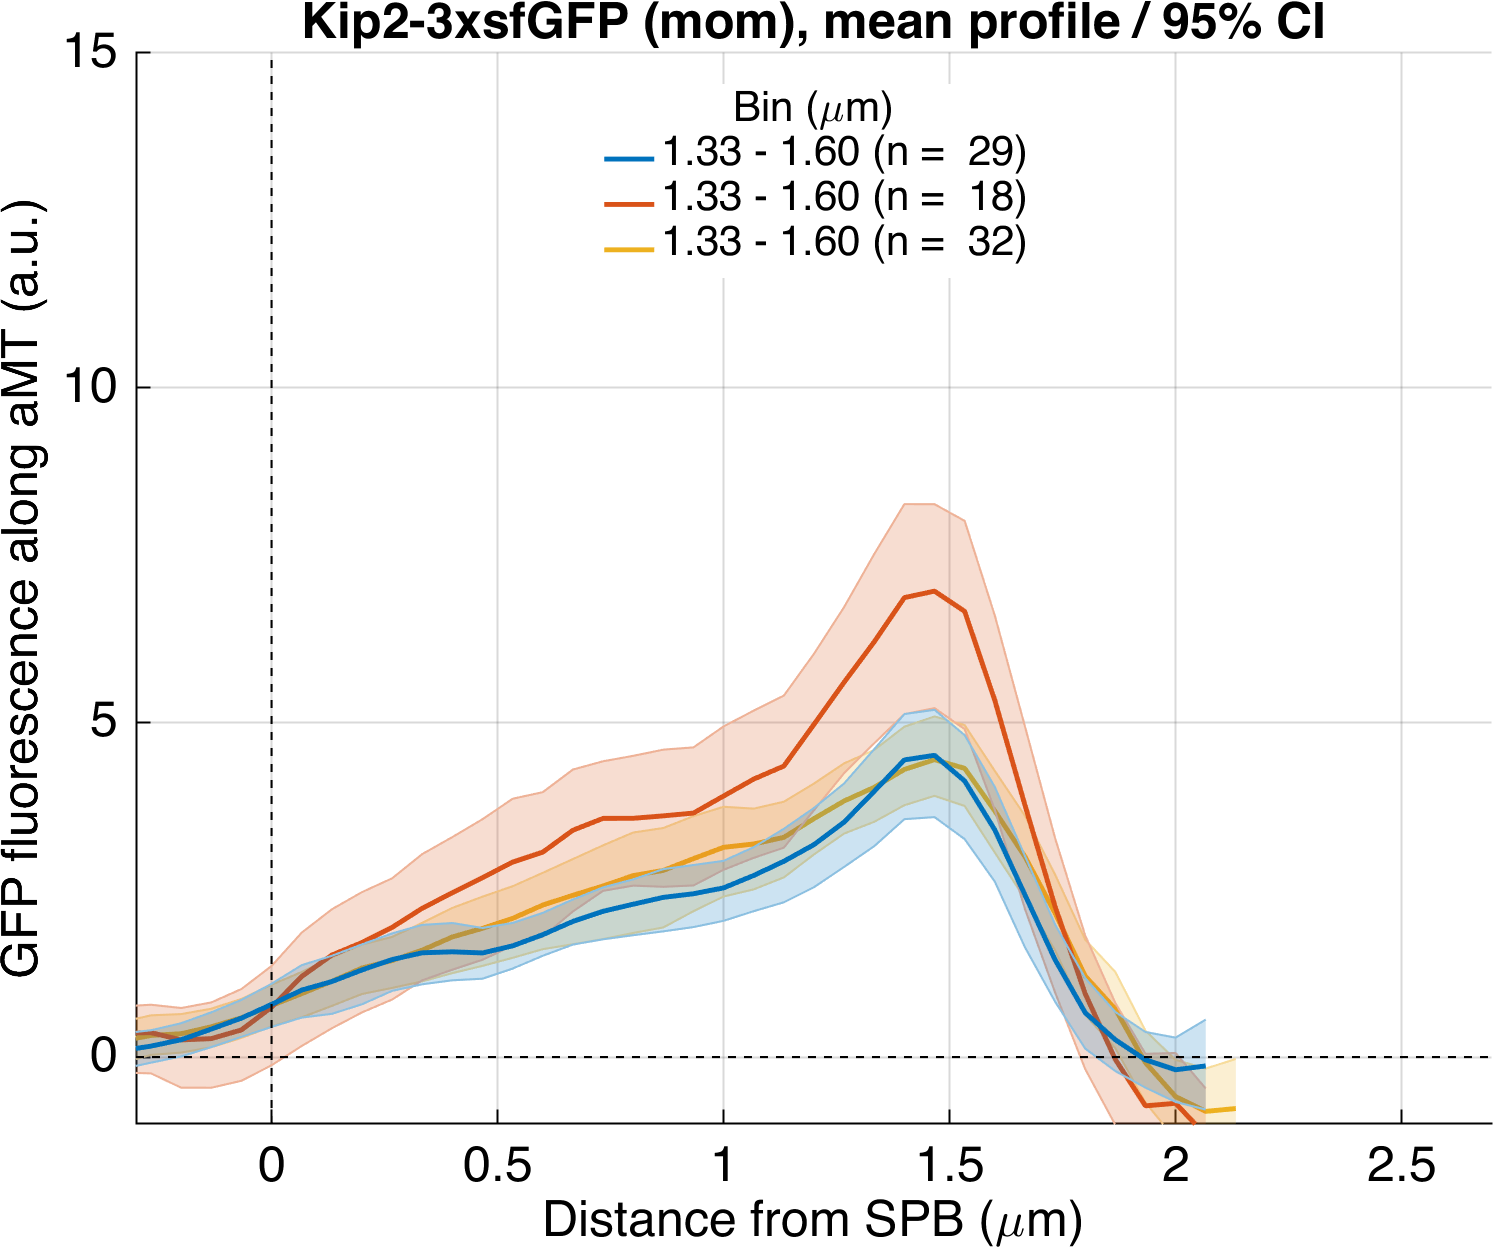 Kip2-3xsfGFP (mom), mean profile / 95% CI
15
10
5
0
GFP fluorescence along aMT (a.u.)
Bin (μm)
1.33 - 1.60 (n = 29)
1.33 - 1.60 (n = 18)
1.33 - 1.60 (n = 32)
0 0.5 1 1.5 2 2.5
Distance from SPB (μm)